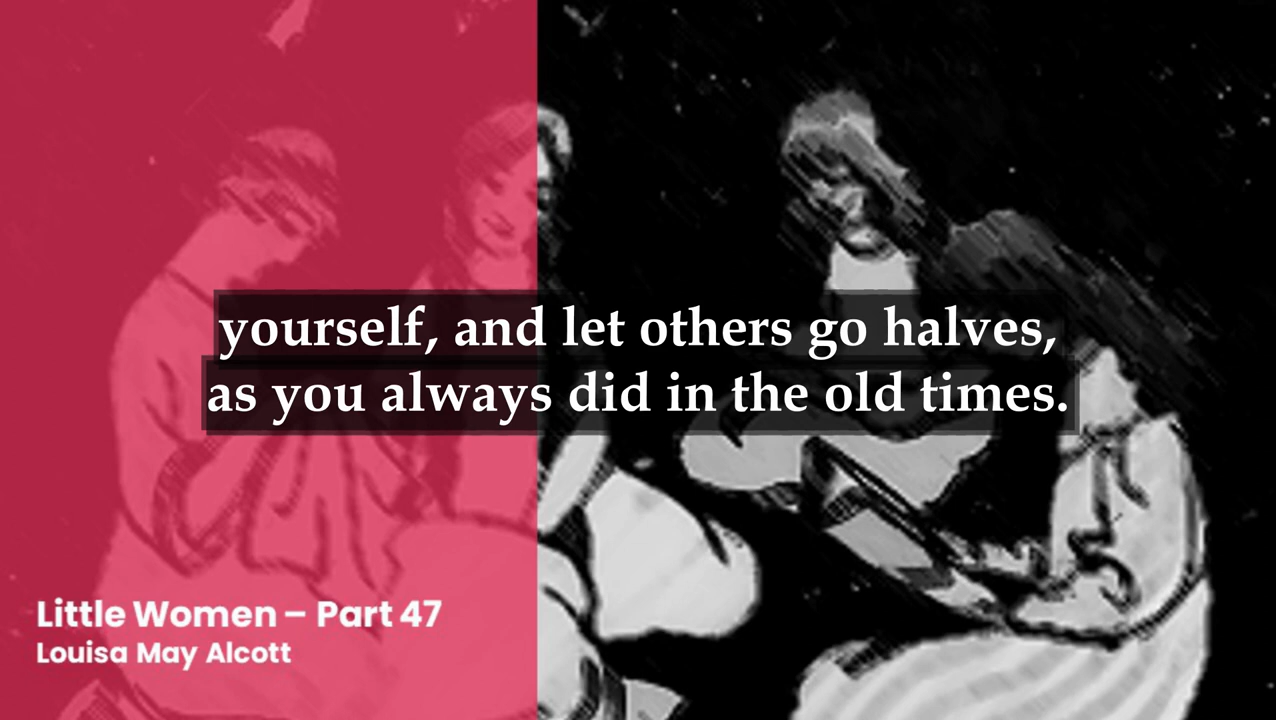 yourself, and let others go halves,
as you always did in the old times.
Little Women – Part 47
Louisa May Alcott